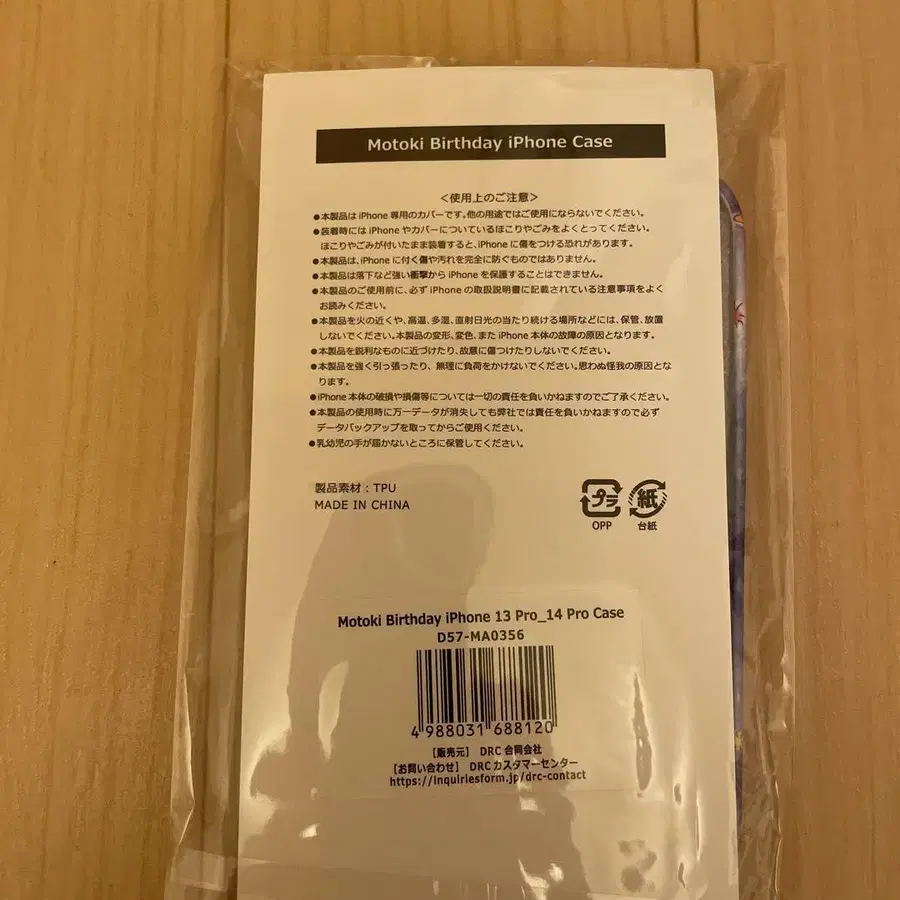 Motoki Birthday iPhone Case
＜使用上のご注意＞
●本製品は iPhone 専用のカバーです。他の用途ではご使用にならないでください。
●装着時には iPhone やカバーについているほこりやごみをよくとってください。
ほこりやごみが付いたまま装着すると、iPhone に傷をつける恐れがあります。
●本製品は、iPhone に付く傷や汚れを完全に防ぐものではありません。
●本製品は落下など強い衝撃から iPhone を保護することはできません。
●本製品のご使用前に、必ず iPhone の取扱説明書に記載されている注意事項をよく
お読みください。
●本製品を火の近くや、高温、多湿、直射日光の当たり続ける場所などには、保管、放置
しないでください。本製品の変形、変色、また iPhone 本体の故障の原因となります。
●本製品を鋭利なものに近づけたり、故意に傷つけたりしないでください。
●本製品を強く引っ張ったり、無理に負荷をかけないでください。思わぬ怪我の原因とな
ります。
●iPhone 本体の破損や損傷等については一切の責任を負いかねますのでご了承ください。
●本製品の使用時に万一データが消失しても弊社では責任を負いかねますので必ず
データバックアップを取ってからご使用ください。
●乳幼児の手が届かないところに保管してください。
製品素材：TPU
MADE IN CHINA
プラ 紙
OPP 台紙
Motoki Birthday iPhone 13 Pro_14 Pro Case
D57-MA0356
4 988031 688120
【販売元】 DRC 合同会社
【お問い合わせ】 DRC カスタマーセンター
https://inquiriesform.jp/drc-contact